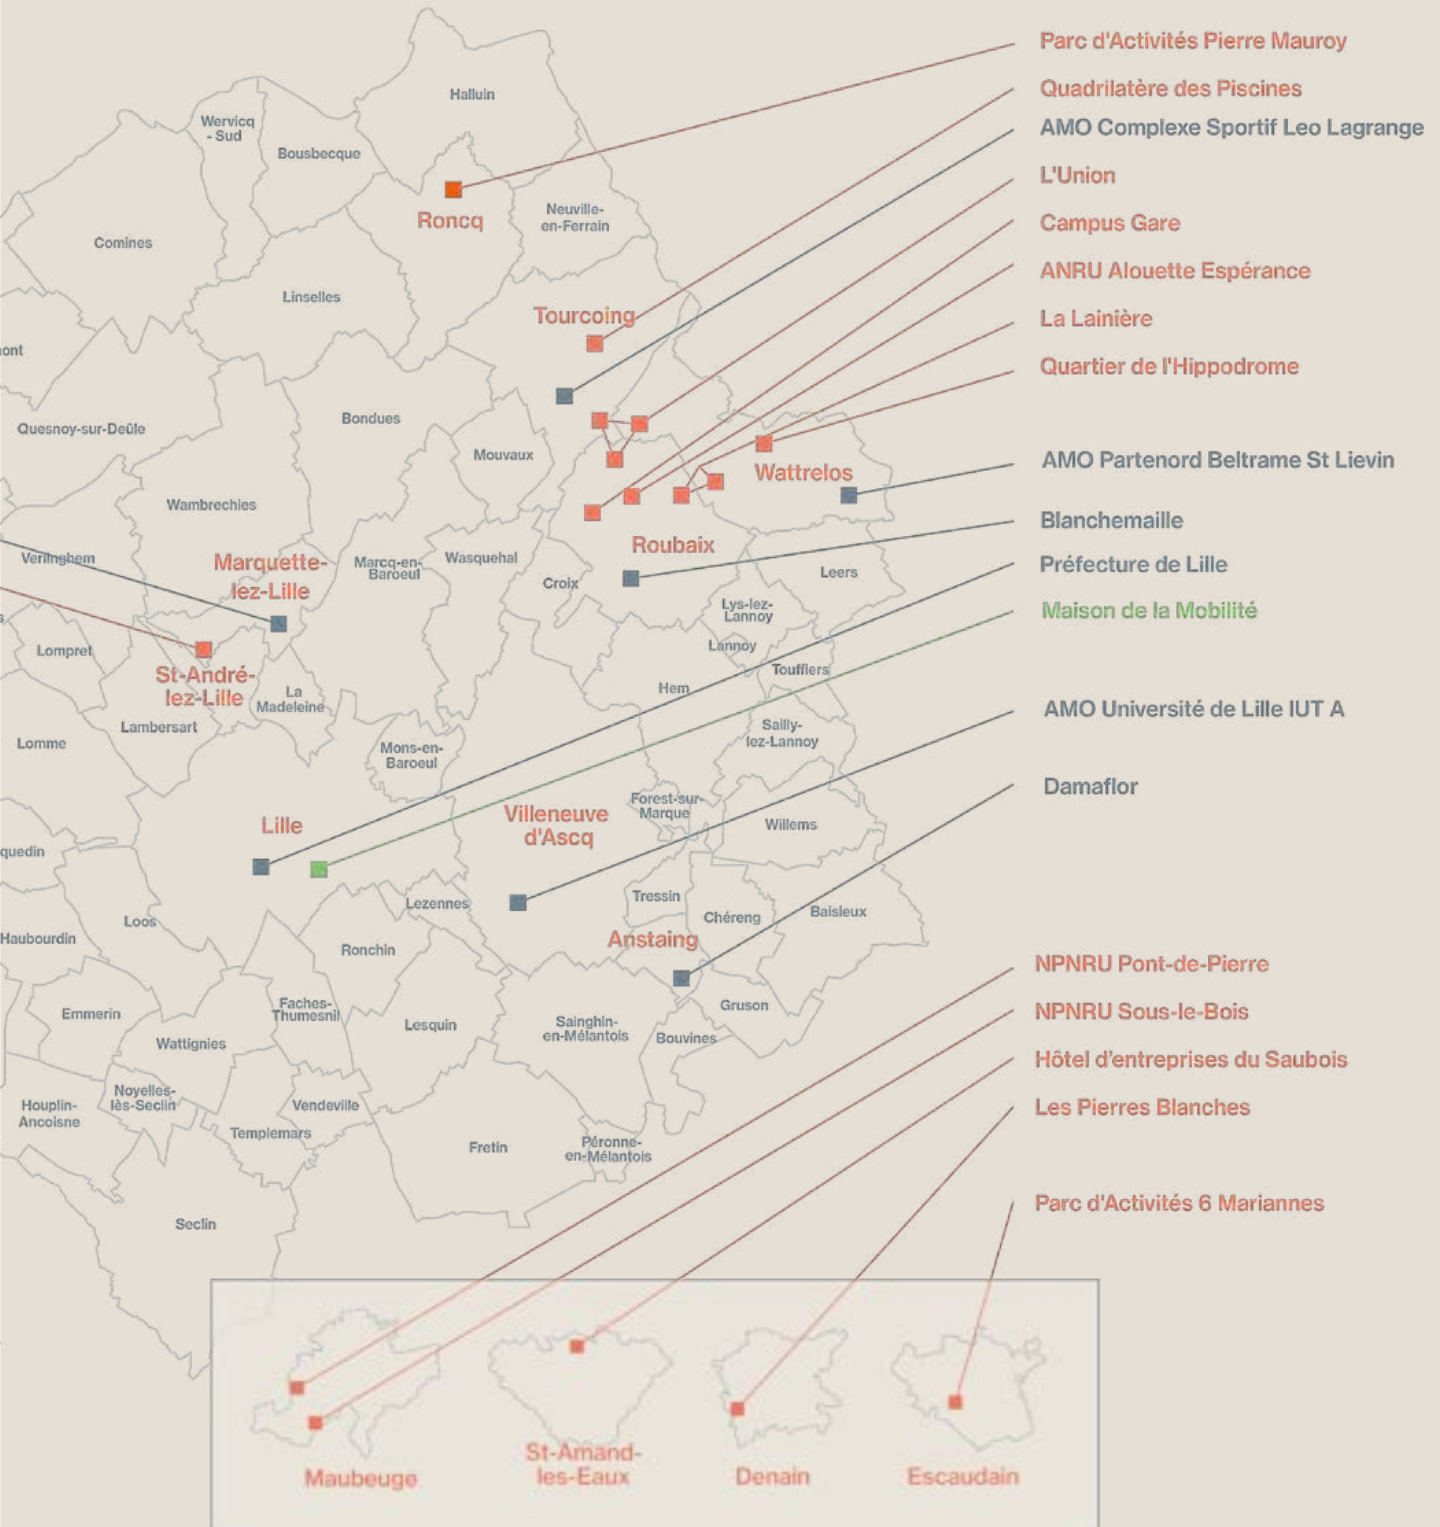 Parc d'Activités Pierre Mauroy
Quadrilatère des Piscines
AMO Complexe Sportif Leo Lagrange
L'Union
Campus Gare
ANRU Alouette Espérance
La Lainière
Quartier de l'Hippodrome
AMO Partenord Beltrame St Lievin
Blanchemaille
Préfecture de Lille
Maison de la Mobilité
AMO Université de Lille IUT A
Damaflor
NPNRU Pont-de-Pierre
NPNRU Sous-le-Bois
Hôtel d'entreprises du Saubois
Les Pierres Blanches
Parc d'Activités 6 Mariannes
Halluin
Wervicq
- Sud
Bousbecque
Roncq
Neuville-
en-Ferrain
Comines
Linselles
Tourcoing
ont
Quesnoy-sur-Deûle
Bondues
Mouvaux
Wattrelos
Wambrechies
Roubaix
Verlinghem
Marquette-
lez-Lille
Marcq-en-
Baroeul
Wasquehal
Croix
Leers
Lys-lez-
Lannoy
Lannoy
Lompret
St-André-
lez-Lille
La
Madeleine
Hem
Toufflers
Lambersart
Lomme
Mons-en-
Baroeul
Sailly-
lez-Lannoy
Lille
Villeneuve
d'Ascq
Forest-sur-
Marque
Willems
quedin
Lezennes
Tressin
Chéreng
Baisieux
Loos
Haubourdin
Ronchin
Anstaing
Emmerin
Faches-
Thumesnil
Lesquin
Sainghin-
en-Mélantois
Gruson
Bouvines
Wattignies
Houplin-
Ancoisne
Noyelles-
lès-Seclin
Vendeville
Templemars
Fretin
Péronne-
en-Mélantois
Seclin
Maubeuge
St-Amand-
les-Eaux
Denain
Escaudain